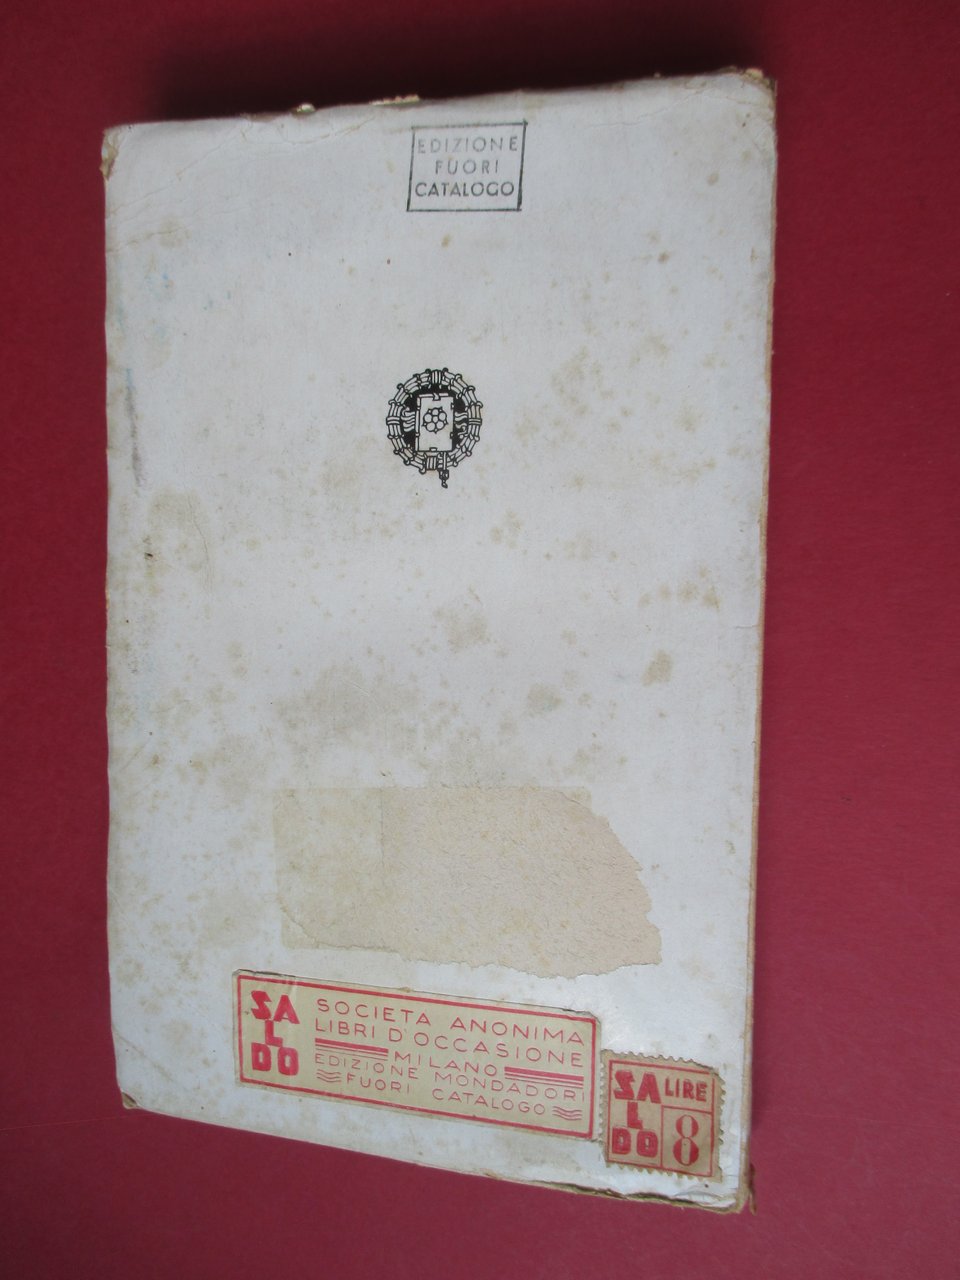 EDIZIONE
FUORI
CATALOGO
SA
L
DO
SOCIETA ANONIMA
LIBRI D'OCCASIONE
MILANO
EDIZIONE MONDADORI
FUORI CATALOGO
SA
L
DO
LIRE
8